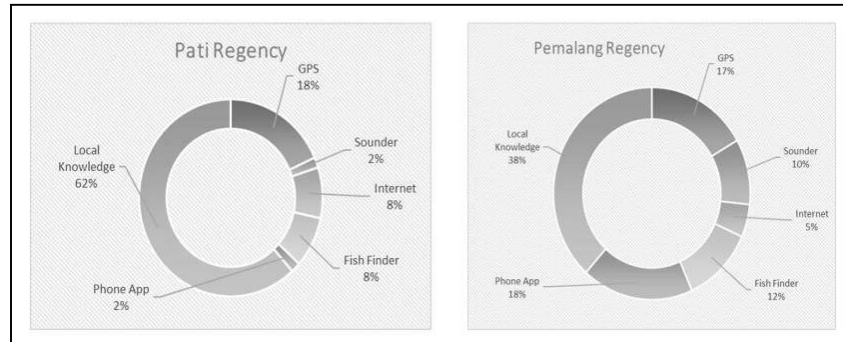 Pati Regency
GPS
18%
Sounder
2%
Internet
8%
Fish Finder
8%
Phone App
2%
Local
Knowledge
62%
Pemalang Regency
GPS
17%
Sounder
10%
Internet
5%
Fish Finder
12%
Phone App
18%
Local
Knowledge
38%